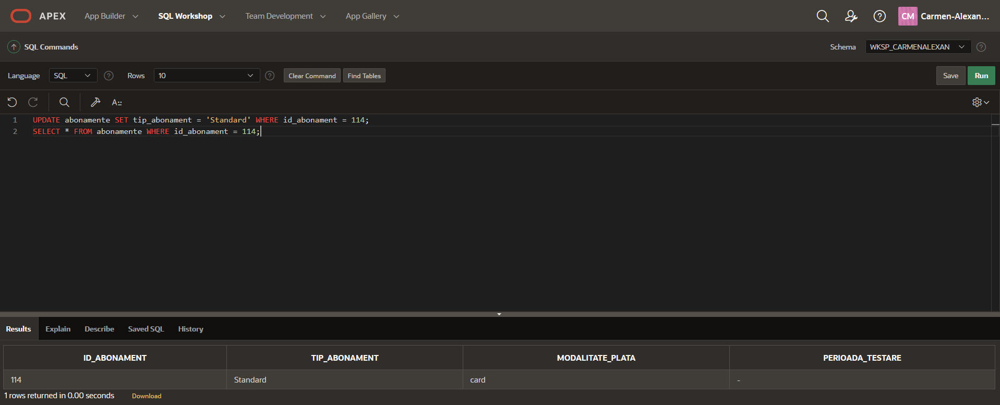 APEX App Builder SQL Workshop Team Development App Gallery CM Carmen-Alexan...
SQL Commands Schema WKSP_CARMENALEXAN
Language SQL Rows 10 Clear Command Find Tables Save Run
A::
1 UPDATE abonamente SET tip_abonament = 'Standard' WHERE id_abonament = 114;
2 SELECT * FROM abonamente WHERE id_abonament = 114;
Results Explain Describe Saved SQL History
ID_ABONAMENT TIP_ABONAMENT MODALITATE_PLATA PERIOADA_TESTARE
114 Standard card -
1 rows returned in 0.00 seconds Download